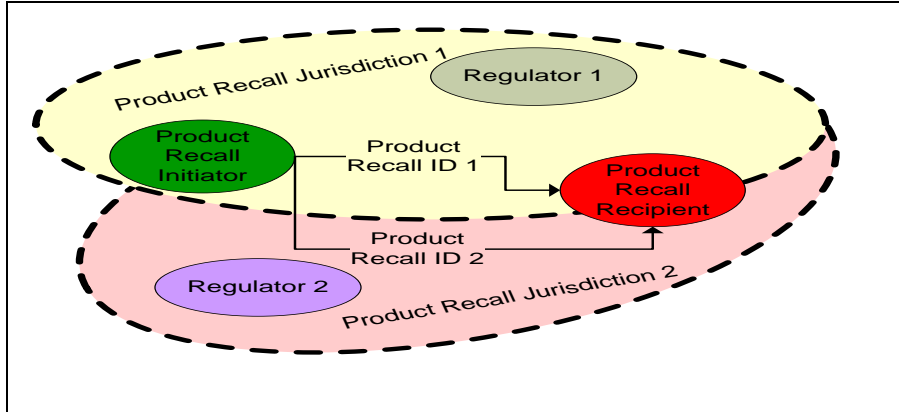 Product Recall Jurisdiction 1
Regulator 1
Product
Recall
Initiator
Product
Recall ID 1
Product
Recall
Recipient
Product
Recall ID 2
Regulator 2
Product Recall Jurisdiction 2